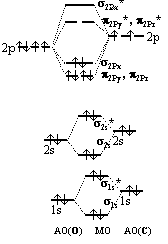 σ2Px*
π2Py*, π2Pz*
2p 2p
σ2Px
π2Py, π2Pz
σ2s*
2s σ2s 2s
σ1s*
1s σ1s 1s
AO(O) MO AO(C)